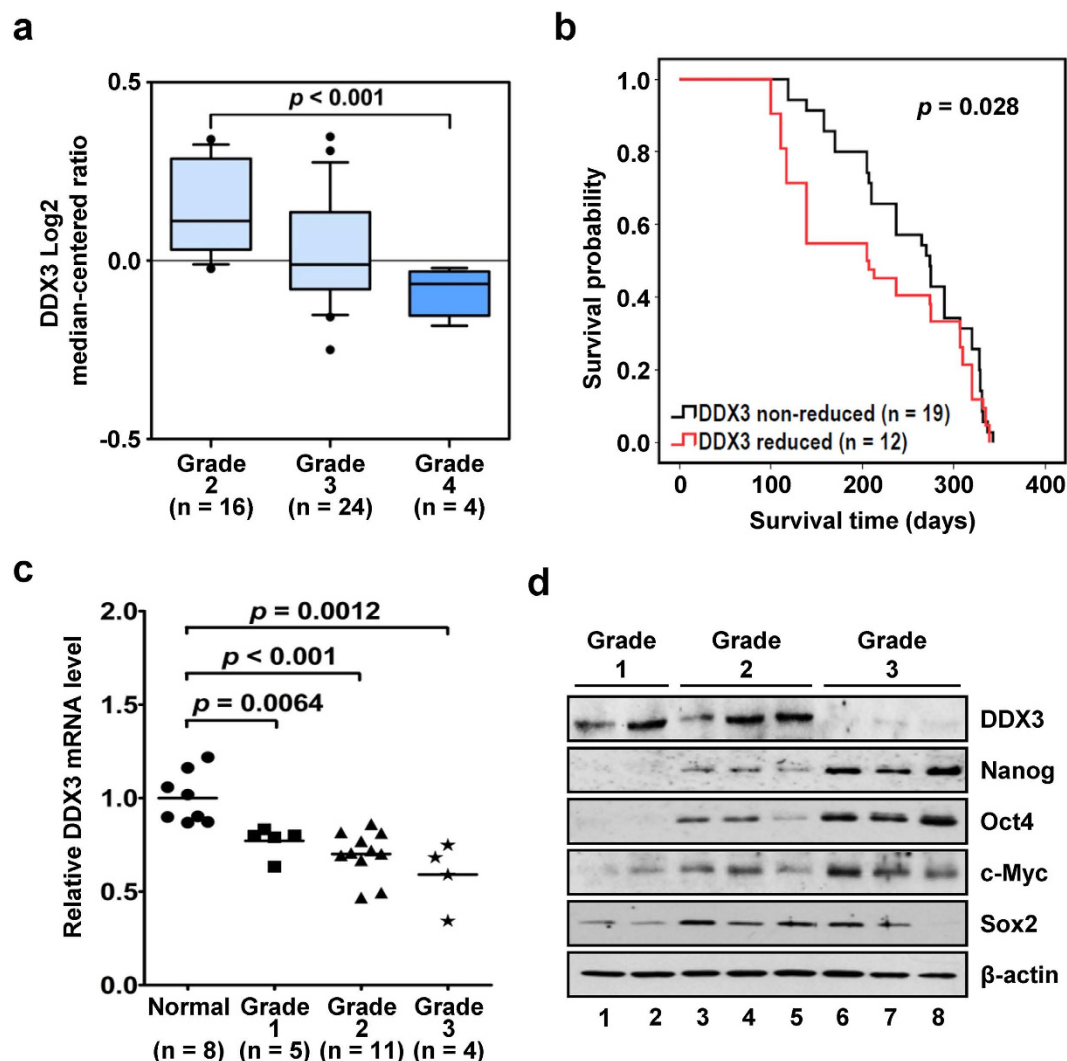 a
0.5
0.0
-0.5
DDX3 Log2
median-centered ratio
p < 0.001
Grade
2
(n = 16)
Grade
3
(n = 24)
Grade
4
(n = 4)
b
1.0
0.8
0.6
0.4
0.2
0.0
Survival probability
p = 0.028
DDX3 non-reduced (n = 19)
DDX3 reduced (n = 12)
0 100 200 300 400
Survival time (days)
c
2.0
1.5
1.0
0.5
0.0
Relative DDX3 mRNA level
p = 0.0012
p < 0.001
p = 0.0064
Normal
(n = 8)
Grade
1
(n = 5)
Grade
2
(n = 11)
Grade
3
(n = 4)
d
Grade
1
Grade
2
Grade
3
DDX3
Nanog
Oct4
c-Myc
Sox2
β-actin
1 2 3 4 5 6 7 8